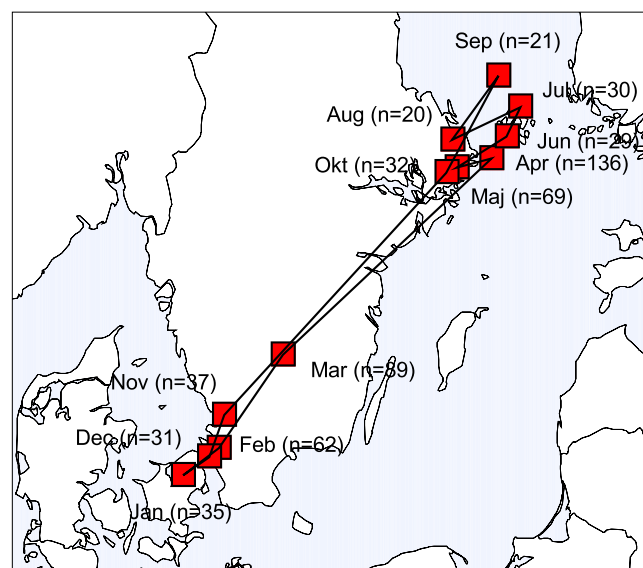 Sep (n=21)
Jul (n=30)
Aug (n=20)
Jun (n=29)
Okt (n=32)
Apr (n=136)
Maj (n=69)
Mar (n=89)
Nov (n=37)
Dec (n=31)
Feb (n=62)
Jan (n=35)